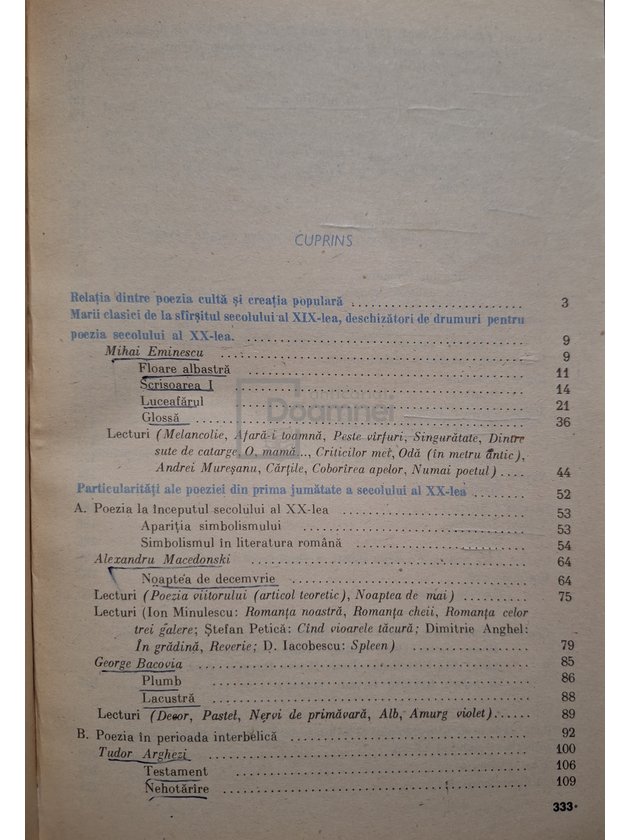 CUPRINS
Relația dintre poezia cultă și creația populară . . . . . . . . . . 3
Marii clasici de la sfîrșitul secolului al XIX-lea, deschizători de drumuri pentru
poezia secolului al XX-lea. . . . . . . . . . . 9
Mihai Eminescu . . . . . . . . . . 9
Floare albastră . . . . . . . . . . 11
Scrisoarea I . . . . . . . . . . 14
Luceafărul . . . . . . . . . . 21
Glossă . . . . . . . . . . 36
Lecturi (Melancolie, Afară-i toamnă, Peste vîrfuri, Singurătate, Dintre
sute de catarge, O, mamă..., Criticilor mei, Odă (in metru antic),
Andrei Mureșanu, Cărțile, Coborîrea apelor, Numai poetul) . . . . 44
Particularități ale poeziei din prima jumătate a secolului al XX-lea . . . . . . 52
A. Poezia la începutul secolului al XX-lea . . . . . . . . . . 53
Apariția simbolismului . . . . . . . . . . 53
Simbolismul în literatura română . . . . . . . . . . 54
Alexandru Macedonski . . . . . . . . . . 64
Noaptea de decemvrie . . . . . . . . . . 64
Lecturi (Poezia viitorului (articol teoretic), Noaptea de mai) . . . . . . . . 75
Lecturi (Ion Minulescu: Romanța noastră, Romanța cheii, Romanța celor
trei galere; Ștefan Petică: Cînd vioarele tăcură; Dimitrie Anghel:
În grădină, Reverie; D. Iacobescu: Spleen) . . . . . . . . . . 79
George Bacovia . . . . . . . . . . 85
Plumb . . . . . . . . . . 86
Lacustră . . . . . . . . . . 88
Lecturi (Decor, Pastel, Nervi de primăvară, Alb, Amurg violet) . . . . . 89
B. Poezia în perioada interbelică . . . . . . . . . . 92
Tudor Arghezi . . . . . . . . . . 100
Testament . . . . . . . . . . 106
Nehotărîre . . . . . . . . . . 109
333
anticariat
Doamnei